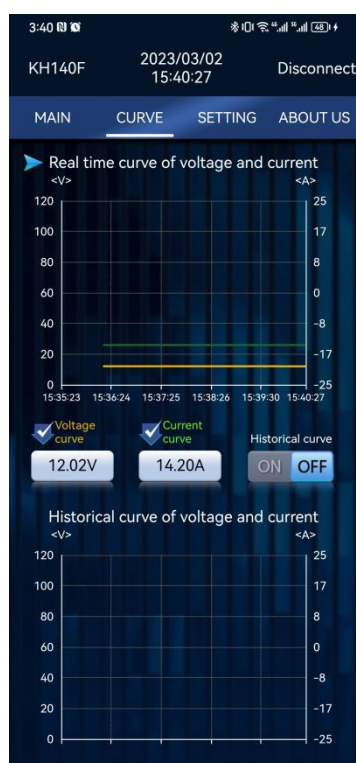 3:40 48
KH140F 2023/03/02 15:40:27 Disconnect
MAIN CURVE SETTING ABOUT US
Real time curve of voltage and current
<V> <A>
120 25
100 17
80 8
60 0
40 -8
20 -17
0 -25
15:35:23 15:36:24 15:37:25 15:38:26 15:39:30 15:40:27
Voltage curve Current curve Historical curve
12.02V 14.20A ON OFF
Historical curve of voltage and current
<V> <A>
120 25
100 17
80 8
60 0
40 -8
20 -17
0 -25